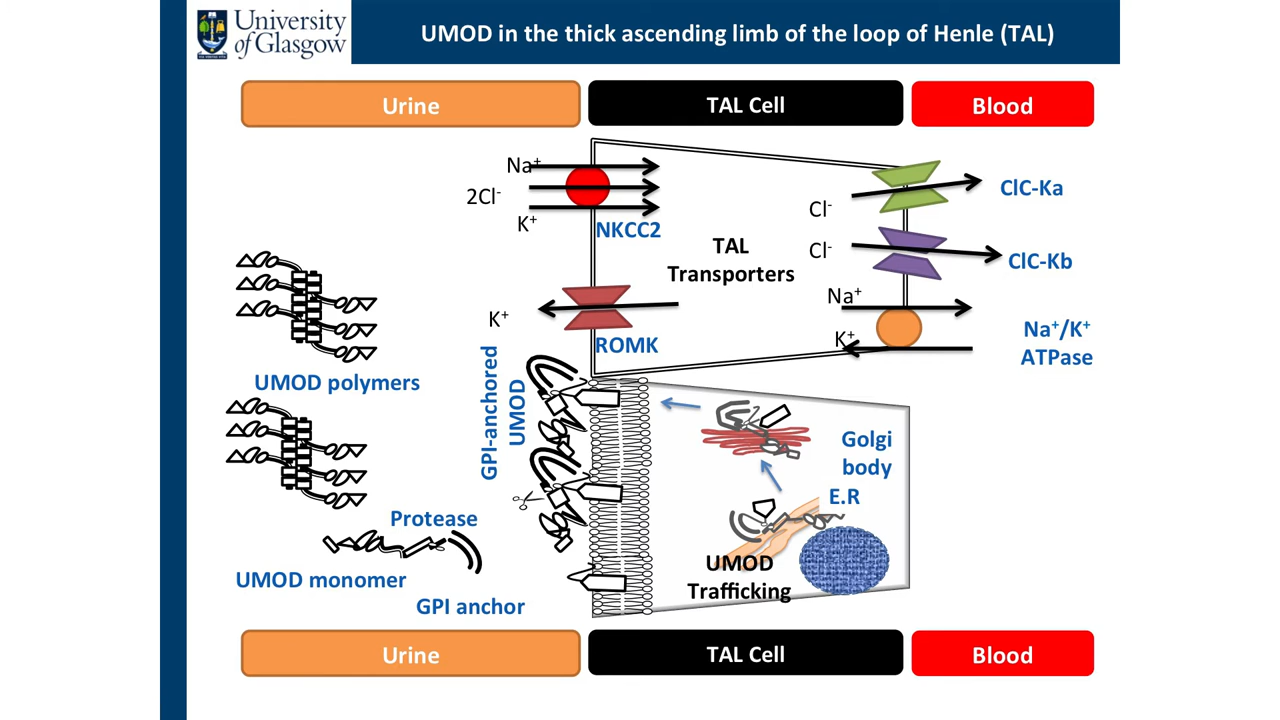 University
of Glasgow
UMOD in the thick ascending limb of the loop of Henle (TAL)
Urine
TAL Cell
Blood
Na⁺
2Cl⁻
K⁺
NKCC2
TAL
Transporters
Cl⁻
ClC-Ka
Cl⁻
ClC-Kb
Na⁺
K⁺
Na⁺/K⁺
ATPase
K⁺
ROMK
UMOD polymers
GPI-anchored
UMOD
Golgi
body
E.R
Protease
UMOD monomer
GPI anchor
UMOD
Trafficking
Urine
TAL Cell
Blood